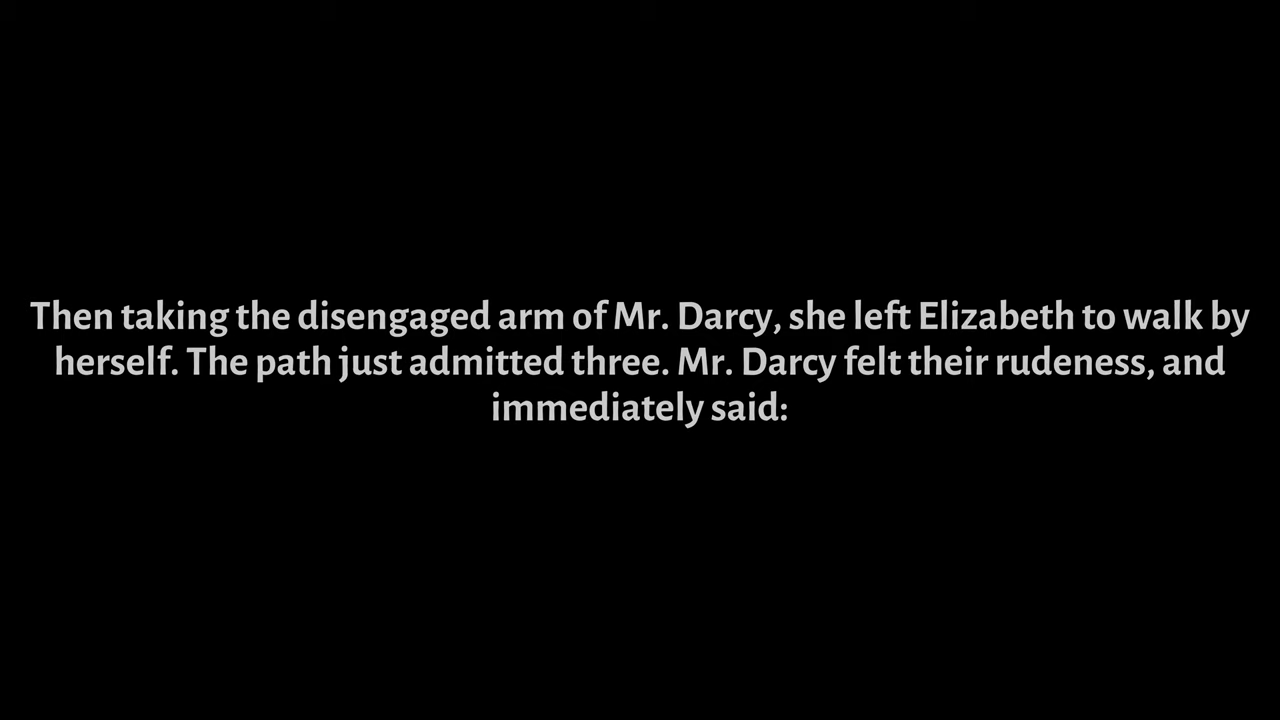 Then taking the disengaged arm of Mr. Darcy, she left Elizabeth to walk by
herself. The path just admitted three. Mr. Darcy felt their rudeness, and
immediately said: